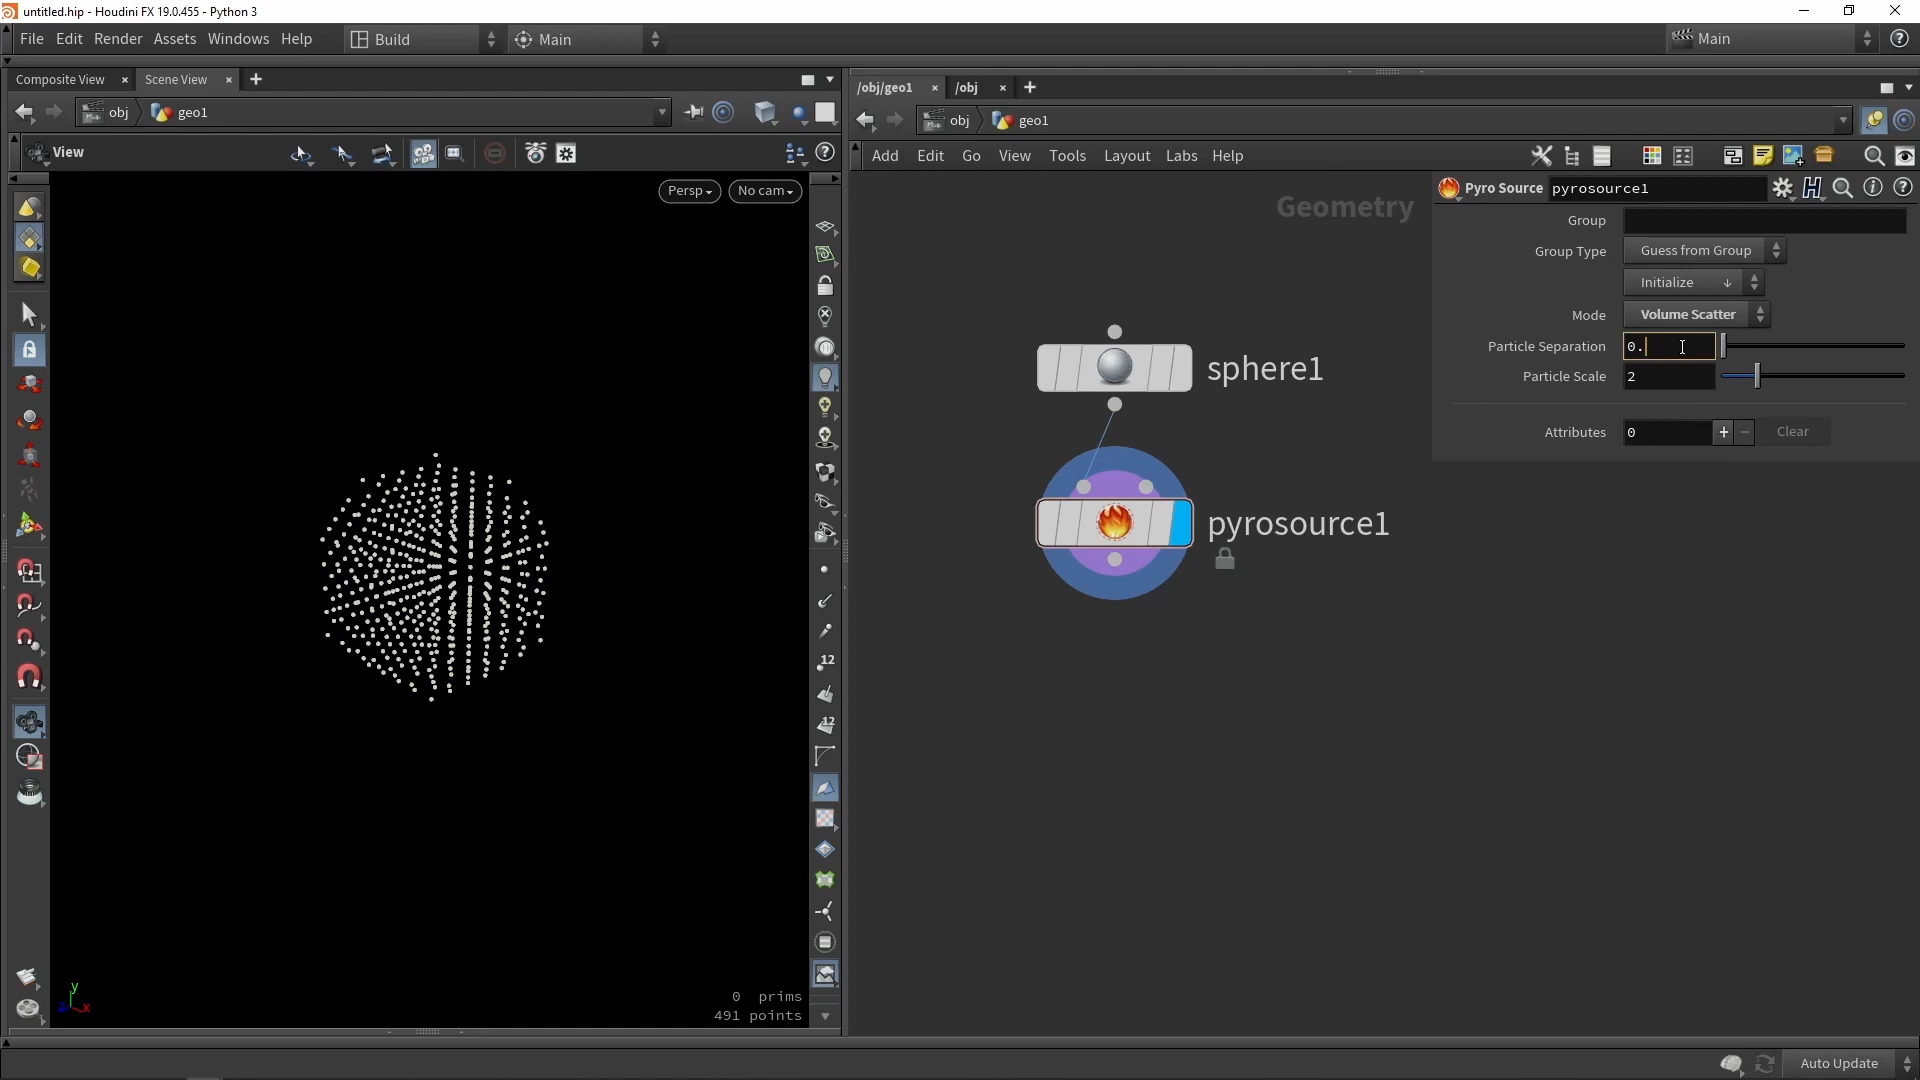 untitled.hip - Houdini FX 19.0.455 - Python 3
File Edit Render Assets Windows Help Build Main Main
Composite View Scene View
obj geo1
View
Persp No cam
12
12
y
z x
0 prims
491 points
/obj/geo1 /obj
obj geo1
Add Edit Go View Tools Layout Labs Help
Geometry
sphere1
pyrosource1
Pyro Source pyrosource1
Group
Group Type Guess from Group
Initialize
Mode Volume Scatter
Particle Separation 0.
Particle Scale 2
Attributes 0 Clear
Auto Update